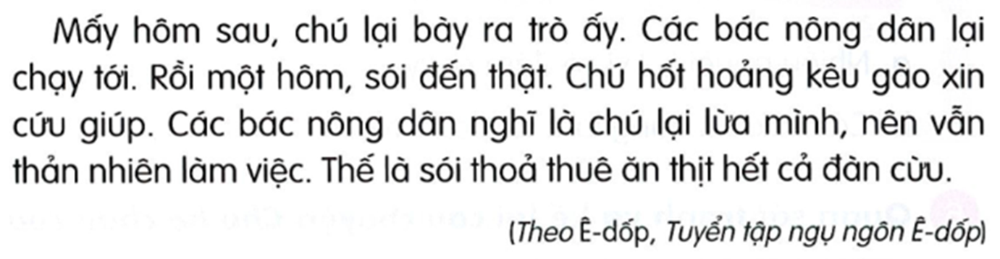 Mấy hôm sau, chú lại bày ra trò ấy. Các bác nông dân lại
chạy tới. Rồi một hôm, sói đến thật. Chú hốt hoảng kêu gào xin
cứu giúp. Các bác nông dân nghĩ là chú lại lừa mình, nên vẫn
thản nhiên làm việc. Thế là sói thoả thuê ăn thịt hết cả đàn cừu.
(Theo Ê-dốp, Tuyển tập ngụ ngôn Ê-dốp)